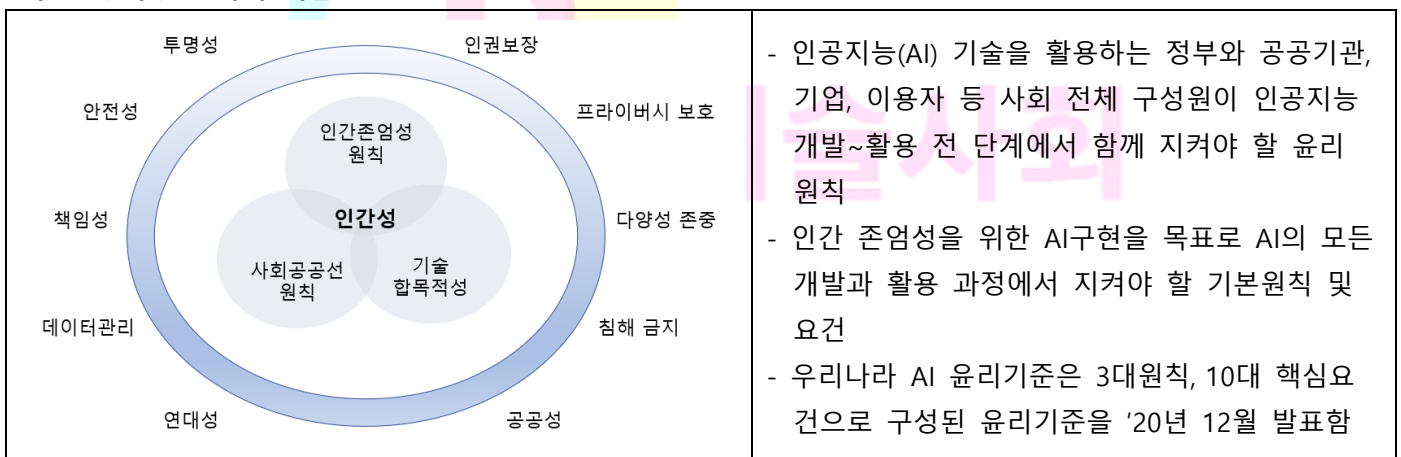 투명성
인권보장
안전성
프라이버시 보호
인간존엄성
원칙
책임성
인간성
다양성 존중
사회공공선
원칙
기술
합목적성
데이터관리
침해 금지
연대성
공공성
- 인공지능(AI) 기술을 활용하는 정부와 공공기관,
기업, 이용자 등 사회 전체 구성원이 인공지능
개발~활용 전 단계에서 함께 지켜야 할 윤리
원칙
- 인간 존엄성을 위한 AI구현을 목표로 AI의 모든
개발과 활용 과정에서 지켜야 할 기본원칙 및
요건
- 우리나라 AI 윤리기준은 3대원칙, 10대 핵심요
건으로 구성된 윤리기준을 '20년 12월 발표함
기술사회